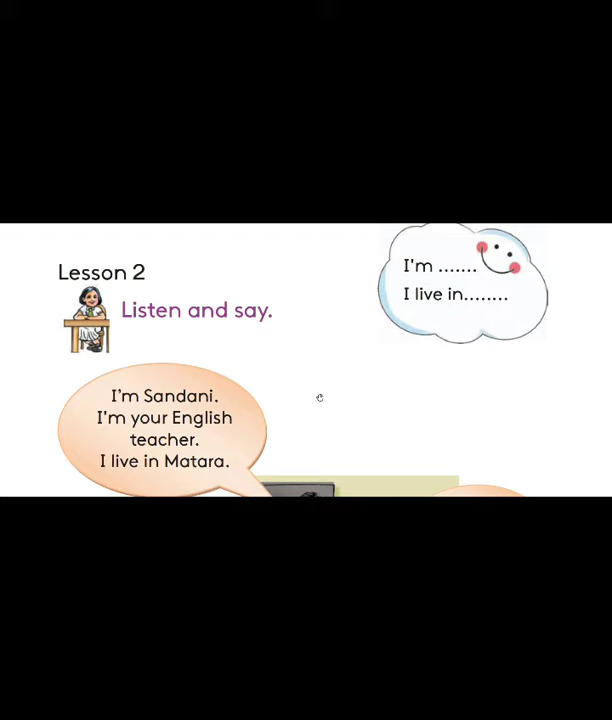 I'm .......
I live in........
Lesson 2
Listen and say.
I'm Sandani.
I'm your English
teacher.
I live in Matara.